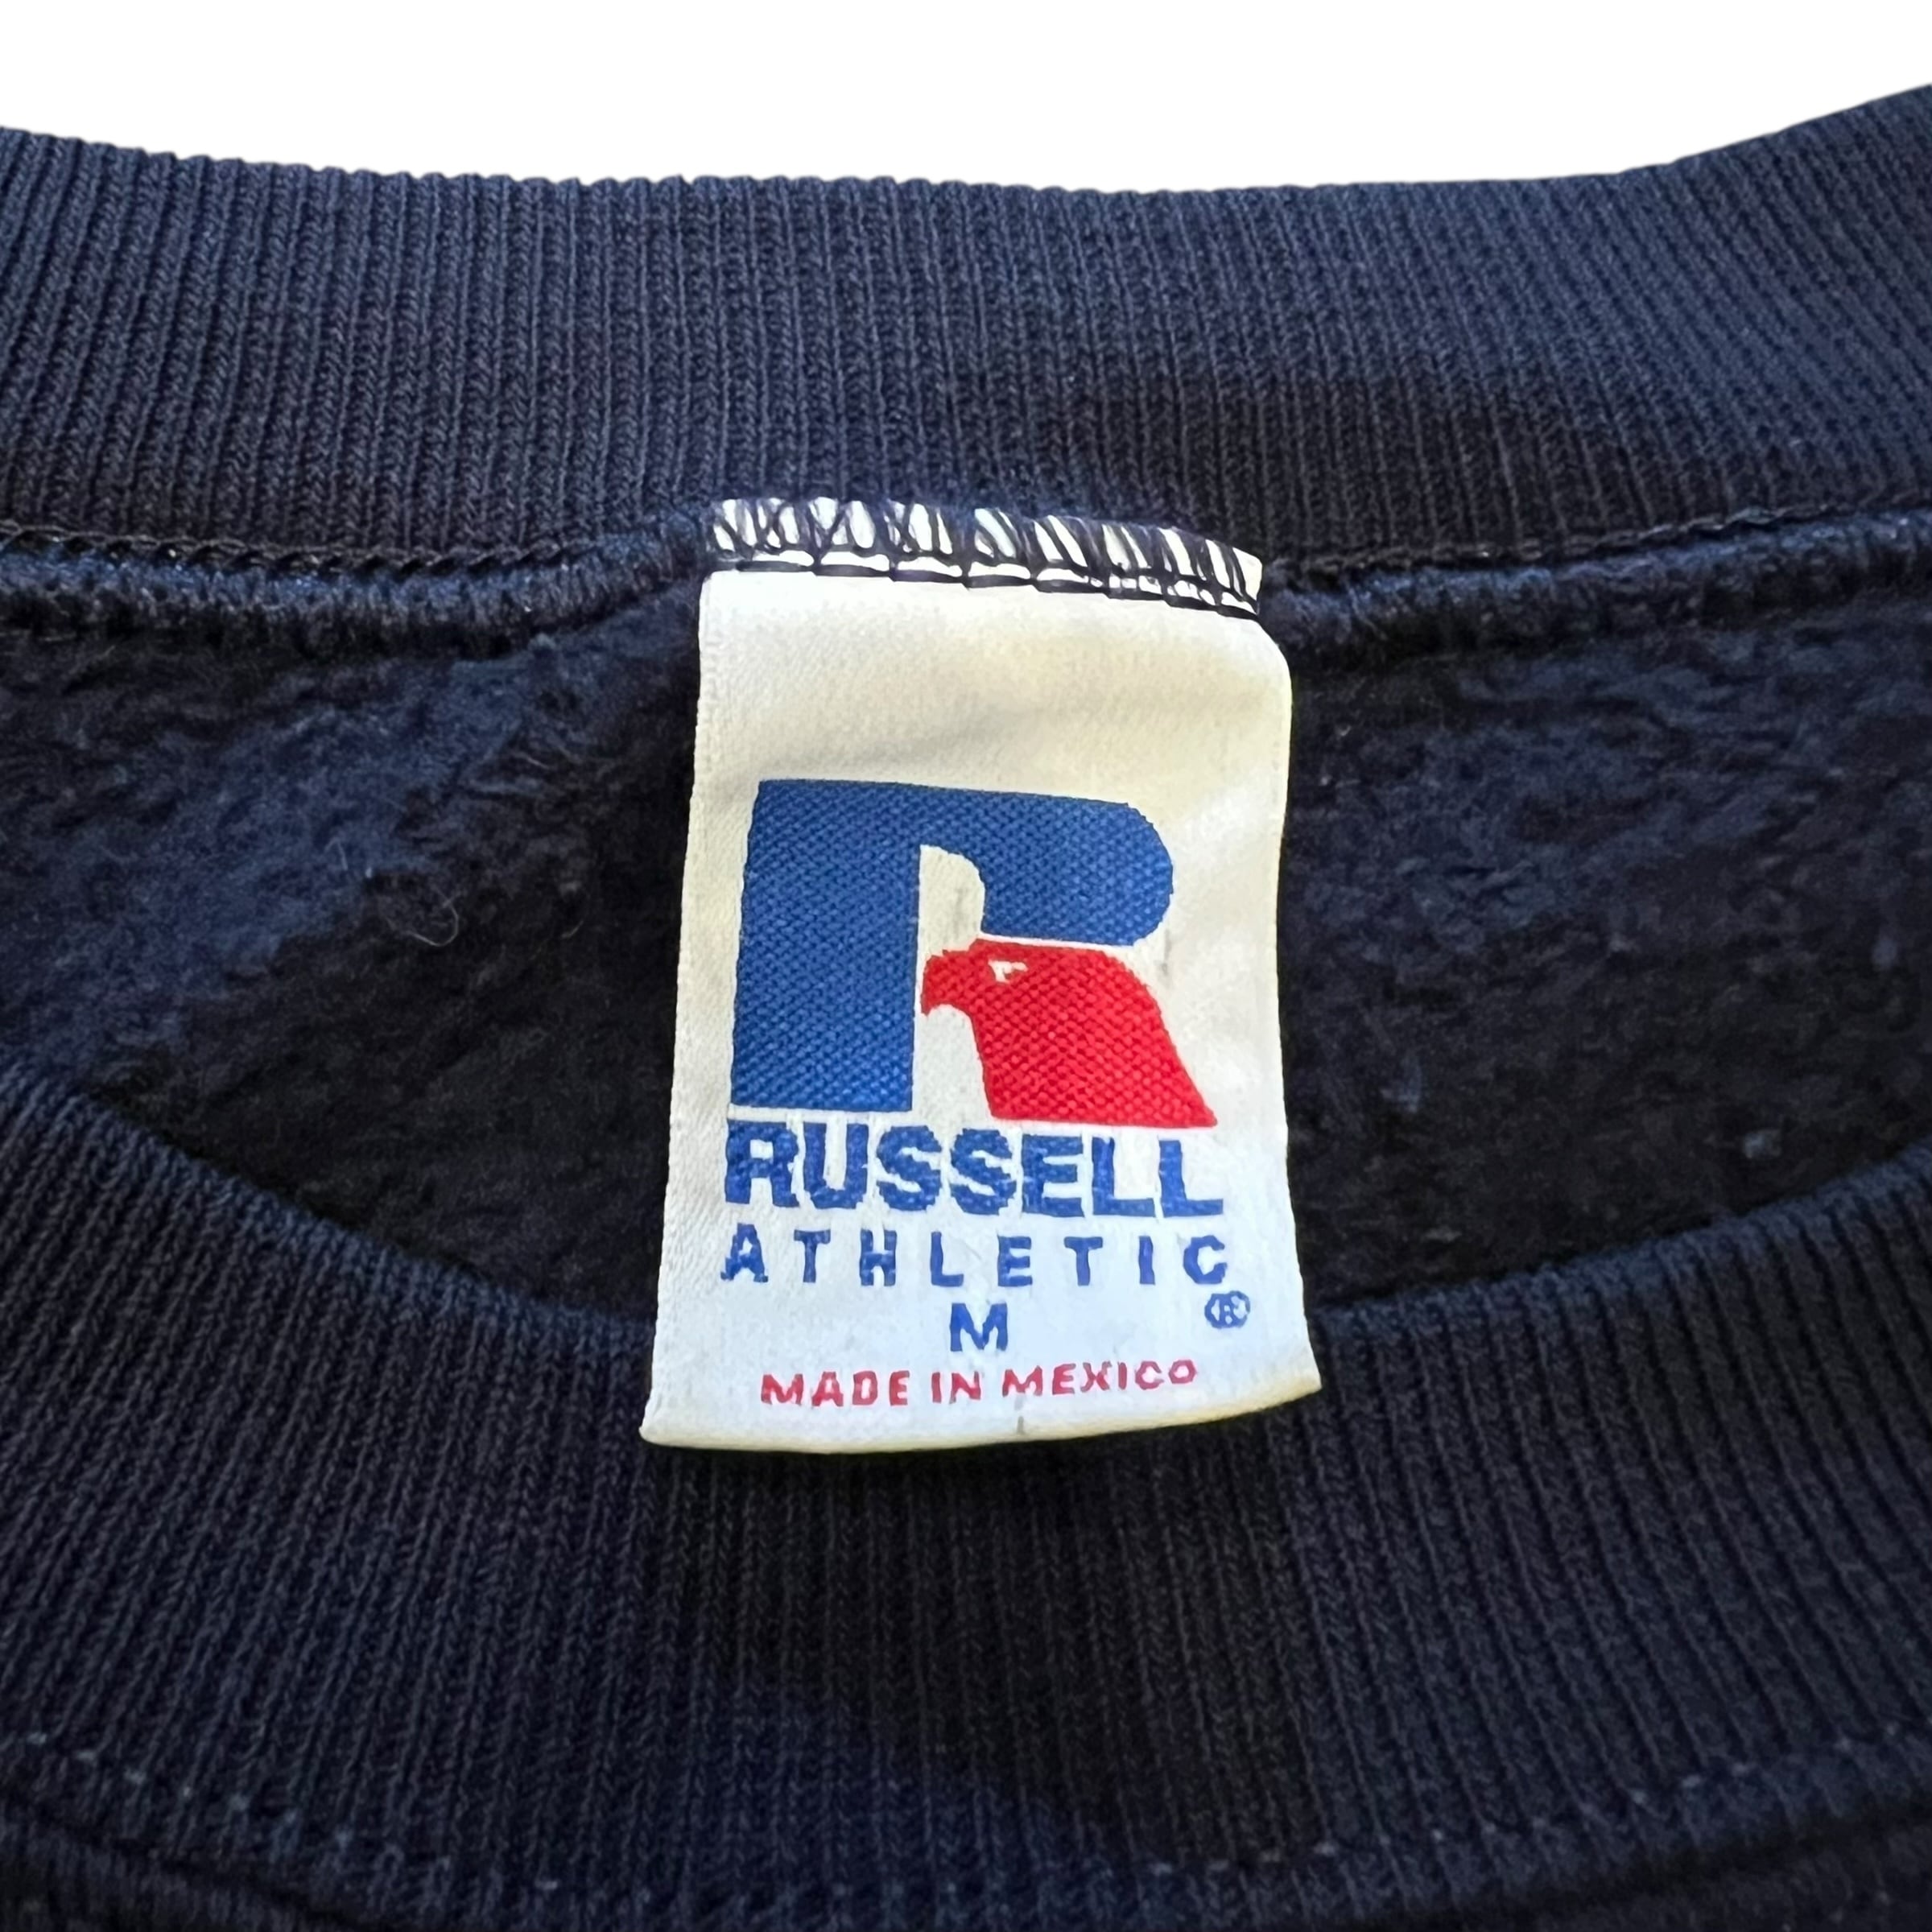 R
RUSSELL
ATHLETIC
®
M
MADE IN MEXICO